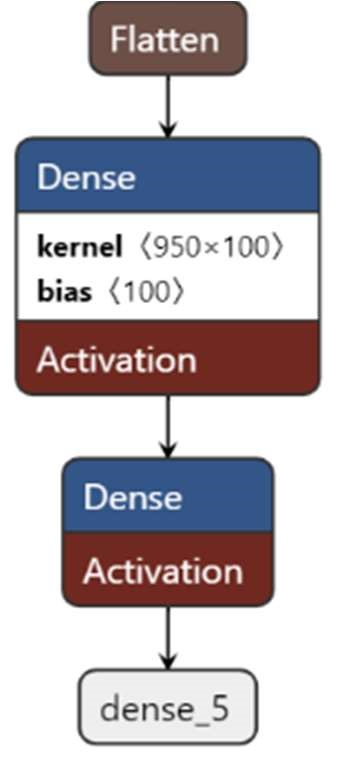 Flatten
Dense
kernel 〈950×100〉
bias 〈100〉
Activation
Dense
Activation
dense_5